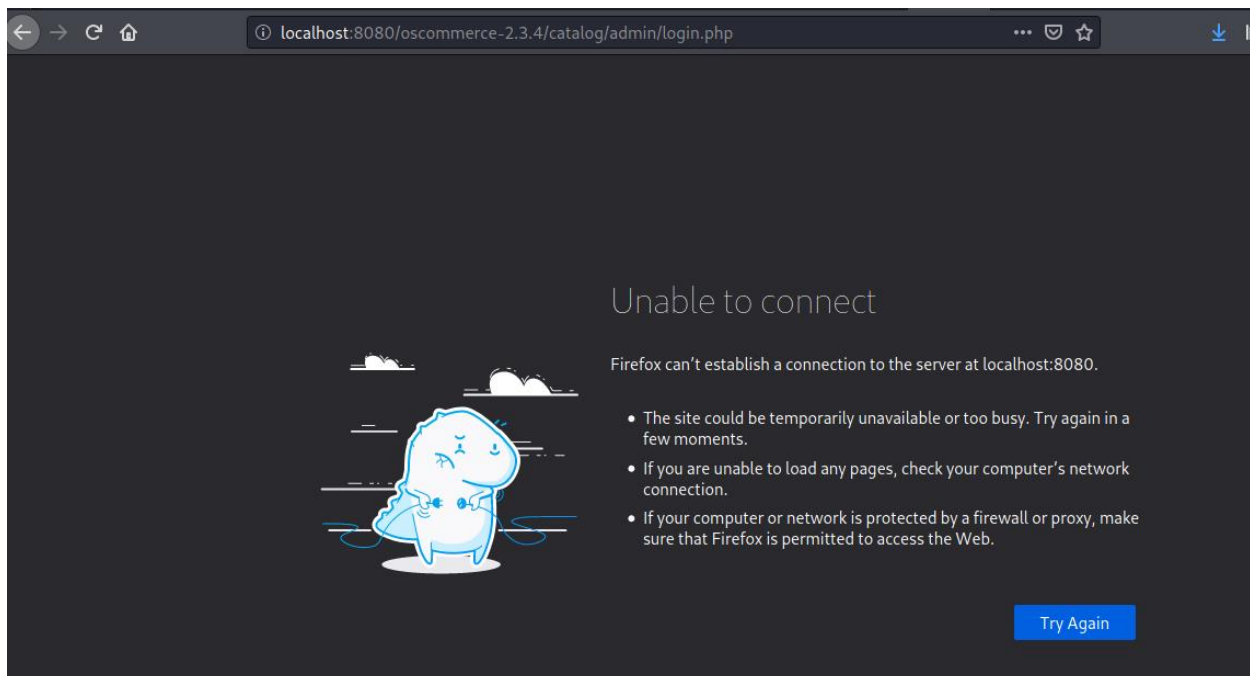 localhost:8080/oscommerce-2.3.4/catalog/admin/login.php
Unable to connect
Firefox can’t establish a connection to the server at localhost:8080.
• The site could be temporarily unavailable or too busy. Try again in a
few moments.
• If you are unable to load any pages, check your computer’s network
connection.
• If your computer or network is protected by a firewall or proxy, make
sure that Firefox is permitted to access the Web.
Try Again